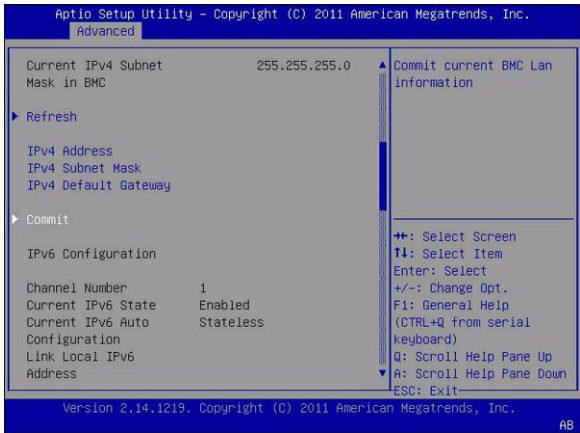 Aptio Setup Utility – Copyright (C) 2011 American Megatrends, Inc.
Advanced
Current IPv4 Subnet 255.255.255.0
Mask in BMC
Refresh
IPv4 Address
IPv4 Subnet Mask
IPv4 Default Gateway
Commit
IPv6 Configuration
Channel Number 1
Current IPv6 State Enabled
Current IPv6 Auto Stateless
Configuration
Link Local IPv6
Address
Commit current BMC Lan
information
→←: Select Screen
↑↓: Select Item
Enter: Select
+/-: Change Opt.
F1: General Help
(CTRL+Q from serial
keyboard)
Q: Scroll Help Pane Up
A: Scroll Help Pane Down
ESC: Exit
Version 2.14.1219. Copyright (C) 2011 American Megatrends, Inc.
AB